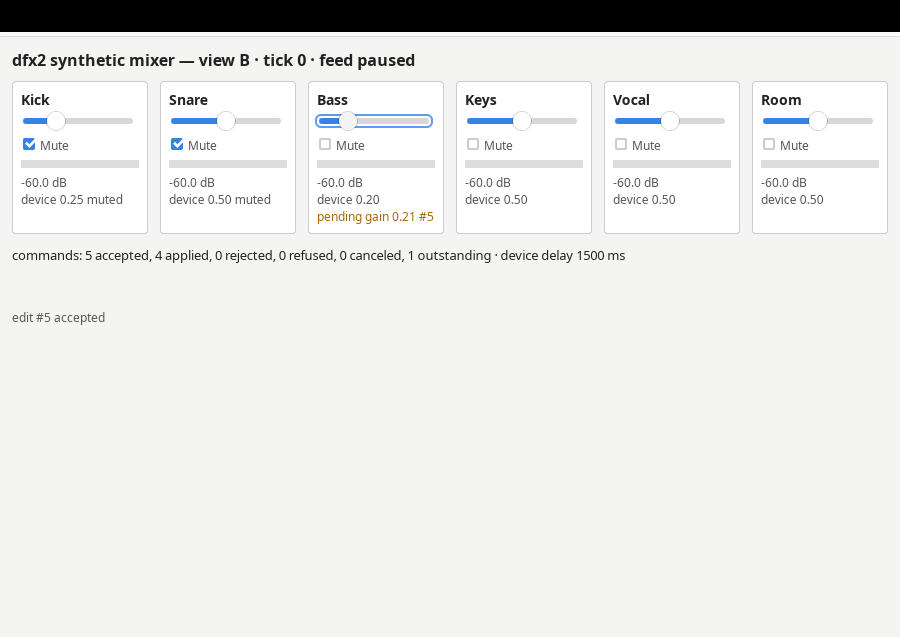 dfx2 synthetic mixer — view B · tick 0 · feed paused
Kick
Mute
-60.0 dB
device 0.25 muted
Snare
Mute
-60.0 dB
device 0.50 muted
Bass
Mute
-60.0 dB
device 0.20
pending gain 0.21 #5
Keys
Mute
-60.0 dB
device 0.50
Vocal
Mute
-60.0 dB
device 0.50
Room
Mute
-60.0 dB
device 0.50
commands: 5 accepted, 4 applied, 0 rejected, 0 refused, 0 canceled, 1 outstanding · device delay 1500 ms
edit #5 accepted